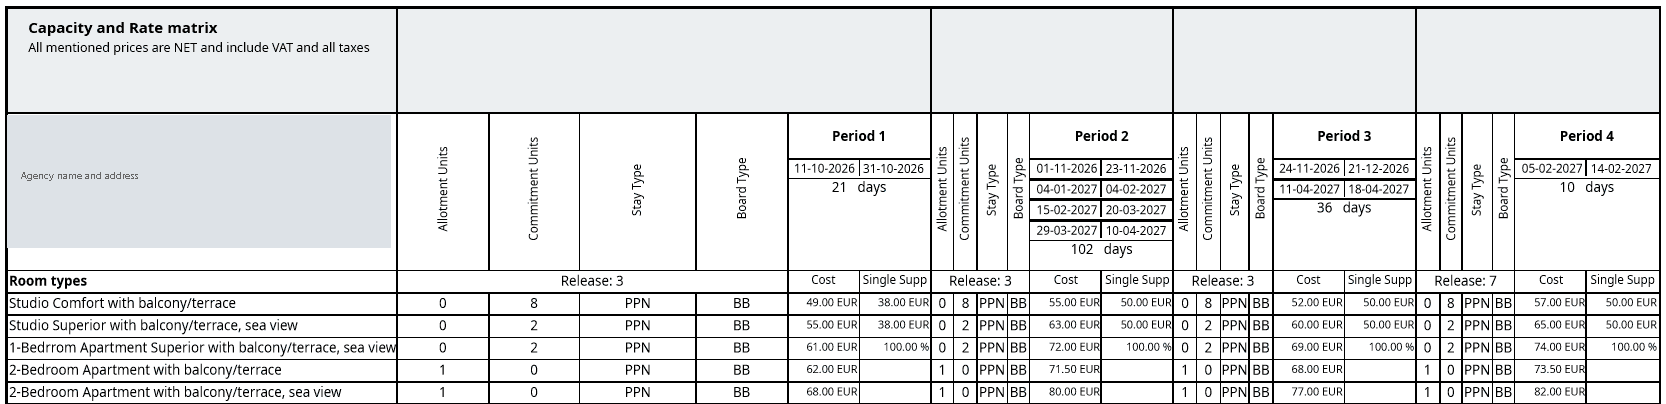 Capacity and Rate matrix
All mentioned prices are NET and include VAT and all taxes
Agency name and address
Allotment Units Commitment Units Stay Type Board Type Period 1 Allotment Units Commitment Units Stay Type Board Type Period 2 Allotment Units Commitment Units Stay Type Board Type Period 3 Allotment Units Commitment Units Stay Type Board Type Period 4
11-10-2026 31-10-2026 01-11-2026 23-11-2026 24-11-2026 21-12-2026 05-02-2027 14-02-2027
21 days 04-01-2027 04-02-2027 11-04-2027 18-04-2027 10 days
15-02-2027 20-03-2027 36 days
29-03-2027 10-04-2027
102 days
Room types Release: 3 Cost Single Supp Release: 3 Cost Single Supp Release: 3 Cost Single Supp Release: 7 Cost Single Supp
Studio Comfort with balcony/terrace 0 8 PPN BB 49.00 EUR 38.00 EUR 0 8 PPN BB 55.00 EUR 50.00 EUR 0 8 PPN BB 52.00 EUR 50.00 EUR 0 8 PPN BB 57.00 EUR 50.00 EUR
Studio Superior with balcony/terrace, sea view 0 2 PPN BB 55.00 EUR 38.00 EUR 0 2 PPN BB 63.00 EUR 50.00 EUR 0 2 PPN BB 60.00 EUR 50.00 EUR 0 2 PPN BB 65.00 EUR 50.00 EUR
1-Bedrrom Apartment Superior with balcony/terrace, sea view 0 2 PPN BB 61.00 EUR 100.00 % 0 2 PPN BB 72.00 EUR 100.00 % 0 2 PPN BB 69.00 EUR 100.00 % 0 2 PPN BB 74.00 EUR 100.00 %
2-Bedroom Apartment with balcony/terrace 1 0 PPN BB 62.00 EUR 1 0 PPN BB 71.50 EUR 1 0 PPN BB 68.00 EUR 1 0 PPN BB 73.50 EUR
2-Bedroom Apartment with balcony/terrace, sea view 1 0 PPN BB 68.00 EUR 1 0 PPN BB 80.00 EUR 1 0 PPN BB 77.00 EUR 1 0 PPN BB 82.00 EUR